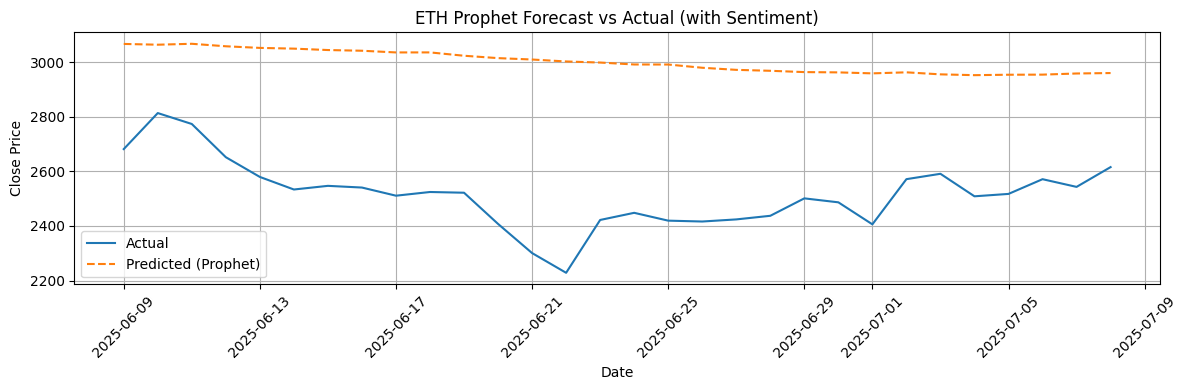 ETH Prophet Forecast vs Actual (with Sentiment)
Close Price
3000
2800
2600
2400
2200
Actual
Predicted (Prophet)
2025-06-09
2025-06-13
2025-06-17
2025-06-21
2025-06-25
2025-06-29
2025-07-01
2025-07-05
2025-07-09
Date